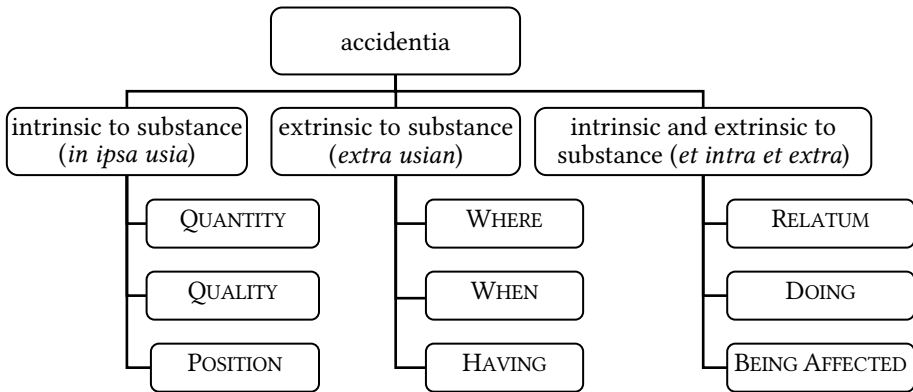 accidentia
intrinsic to substance
(in ipsa usia)
extrinsic to substance
(extra usian)
intrinsic and extrinsic to
substance (et intra et extra)
QUANTITY
WHERE
RELATUM
QUALITY
WHEN
DOING
POSITION
HAVING
BEING AFFECTED